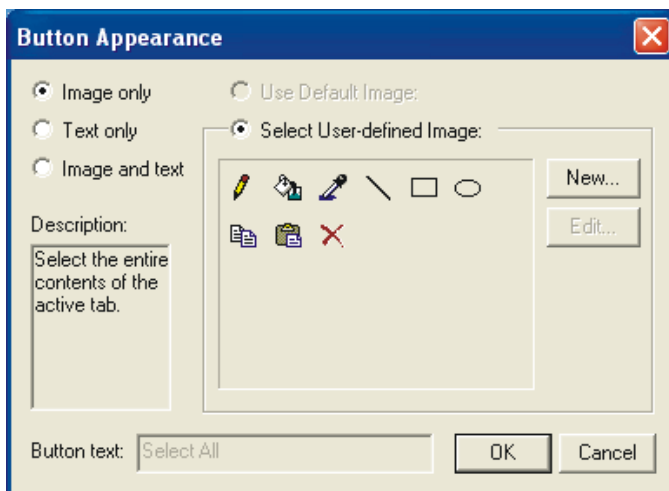 Button Appearance
Image only
Text only
Image and text
Use Default Image:
Select User-defined Image:
New...
Edit...
Description:
Select the entire
contents of the
active tab.
Button text:
Select All
OK
Cancel